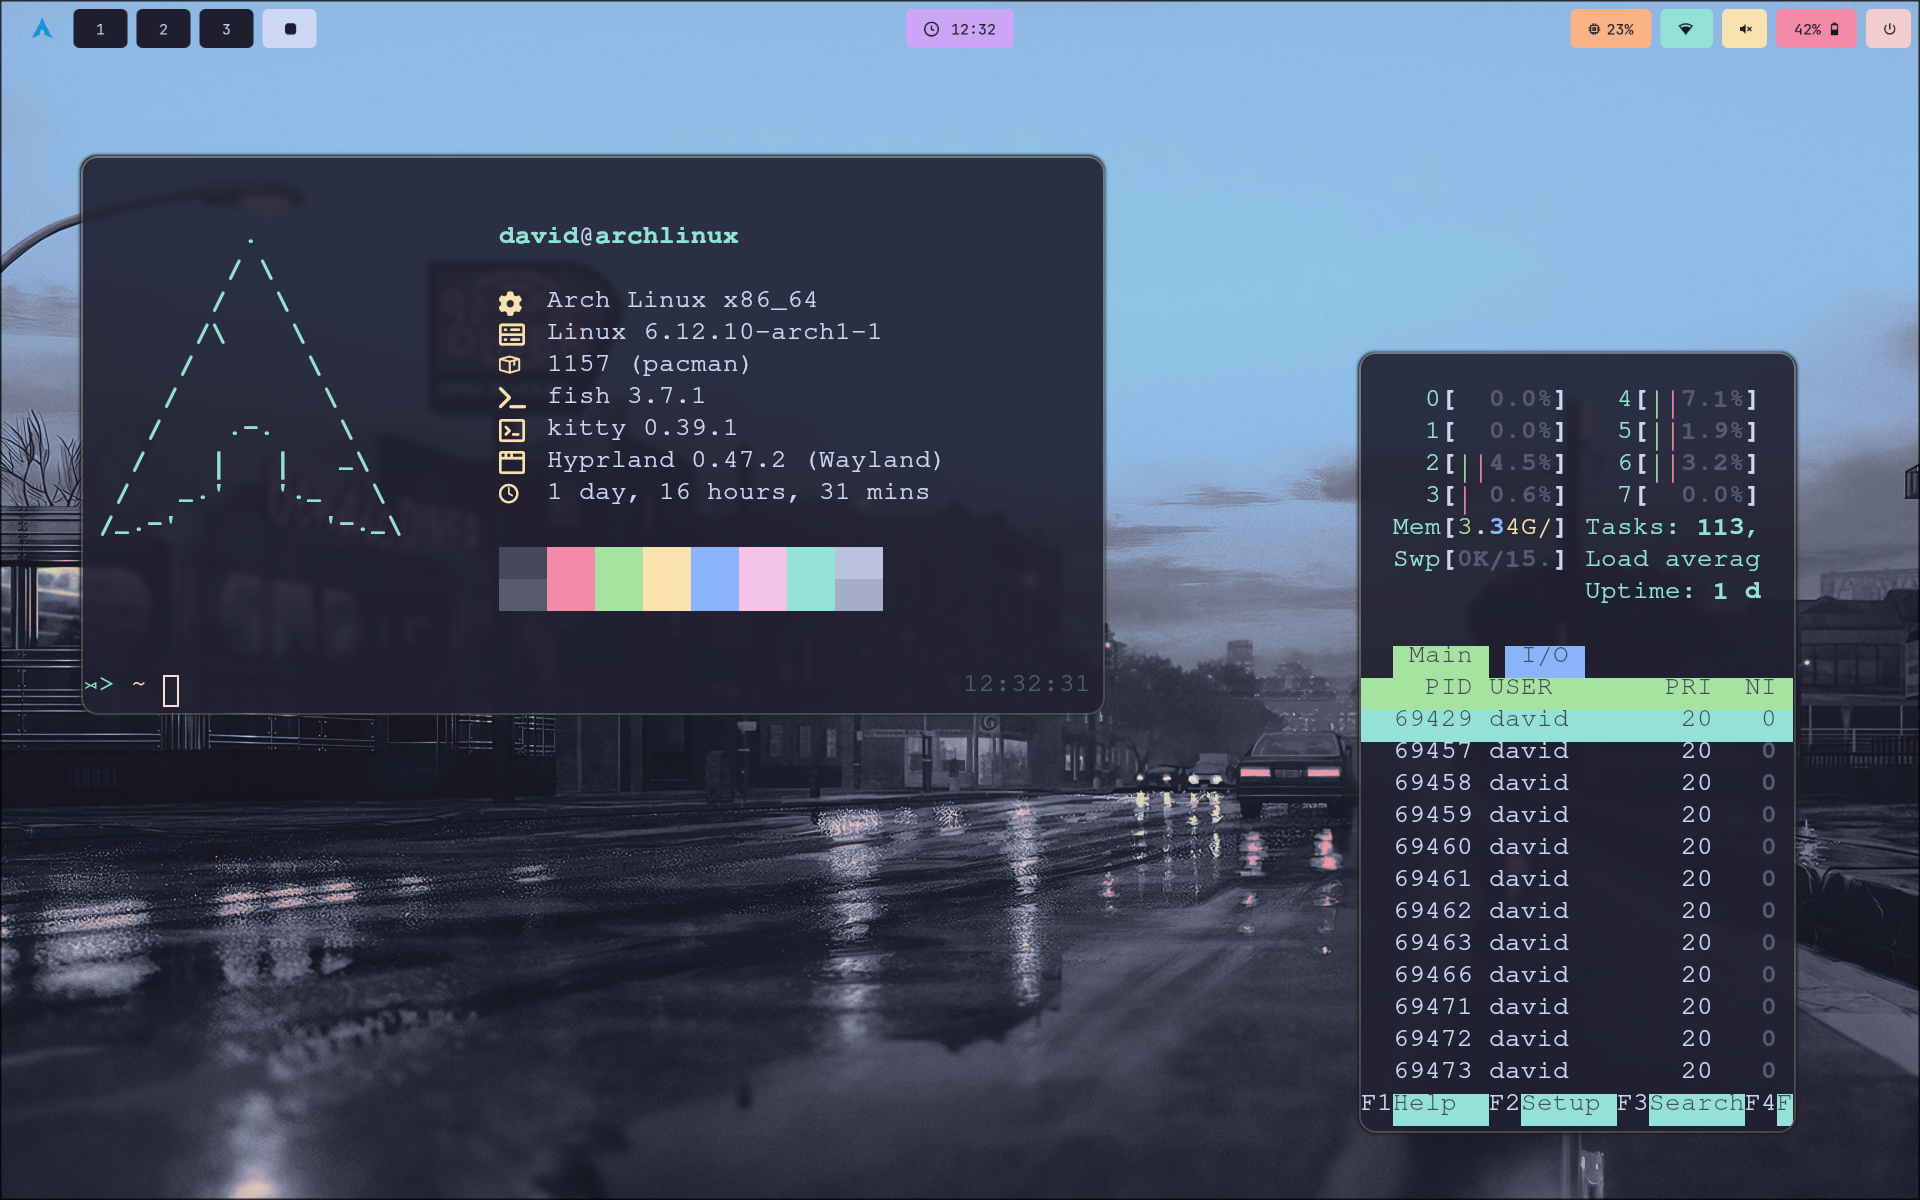 1 2 3 12:32 23% 42%
david@archlinux
Arch Linux x86_64
Linux 6.12.10-arch1-1
1157 (pacman)
fish 3.7.1
kitty 0.39.1
Hyprland 0.47.2 (Wayland)
1 day, 16 hours, 31 mins
~ 12:32:31
0[ 0.0%] 4[||7.1%]
1[ 0.0%] 5[||1.9%]
2[||4.5%] 6[||3.2%]
3[| 0.6%] 7[ 0.0%]
Mem[3.34G/] Tasks: 113,
Swp[0K/15.] Load averag
Uptime: 1 d
Main I/O
PID USER PRI NI
69429 david 20 0
69457 david 20 0
69458 david 20 0
69459 david 20 0
69460 david 20 0
69461 david 20 0
69462 david 20 0
69463 david 20 0
69466 david 20 0
69471 david 20 0
69472 david 20 0
69473 david 20 0
F1Help F2Setup F3SearchF4F